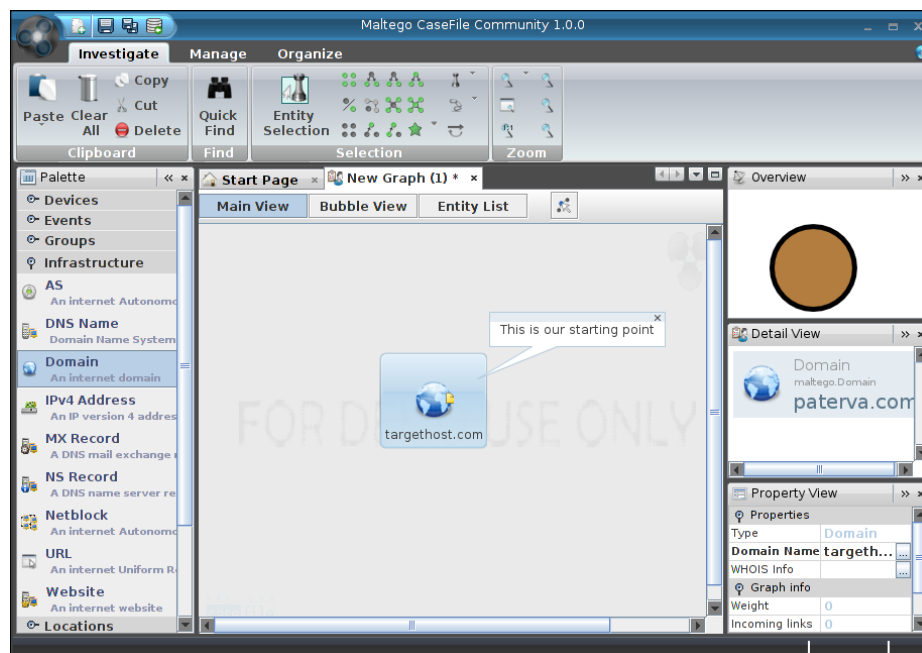 Maltego CaseFile Community 1.0.0
Investigate Manage Organize
Paste
Clear All
Copy
Cut
Delete
Clipboard
Quick Find
Find
Entity Selection
Selection
Zoom
Palette
Devices
Events
Groups
Infrastructure
AS
An internet Autonomo
DNS Name
Domain Name System
Domain
An internet domain
IPv4 Address
An IP version 4 addres
MX Record
A DNS mail exchange r
NS Record
A DNS name server re
Netblock
An internet Autonomo
URL
An internet Uniform R
Website
An internet website
Locations
Start Page
New Graph (1) *
Main View Bubble View Entity List
This is our starting point
targethost.com
FOR DE USE ONLY
Overview
Detail View
Domain
maltego.Domain
paterva.com
Property View
Properties
Type Domain
Domain Name targeth...
WHOIS Info
Graph info
Weight 0
Incoming links 0